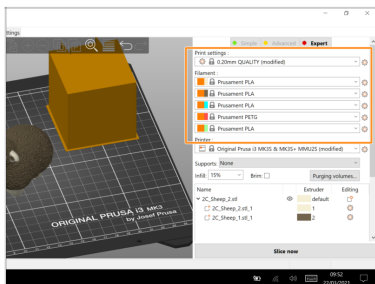 ttings
Simple Advanced Expert
Print settings :
0.20mm QUALITY (modified)
Filament :
Prusament PLA
Prusament PLA
Prusament PLA
Prusament PETG
Prusament PLA
Printer :
Original Prusa i3 MK3S & MK3S+ MMU2S (modified)
Supports: None
Infill: 15% Brim: Purging volumes...
Name Extruder Editing
2C_Sheep_2.stl default
2C_Sheep_2.stl_1 1
2C_Sheep_1.stl_1 2
ORIGINAL PRUSA i3 MK3
by Josef Prusa
Slice now
09:52
22/01/2021